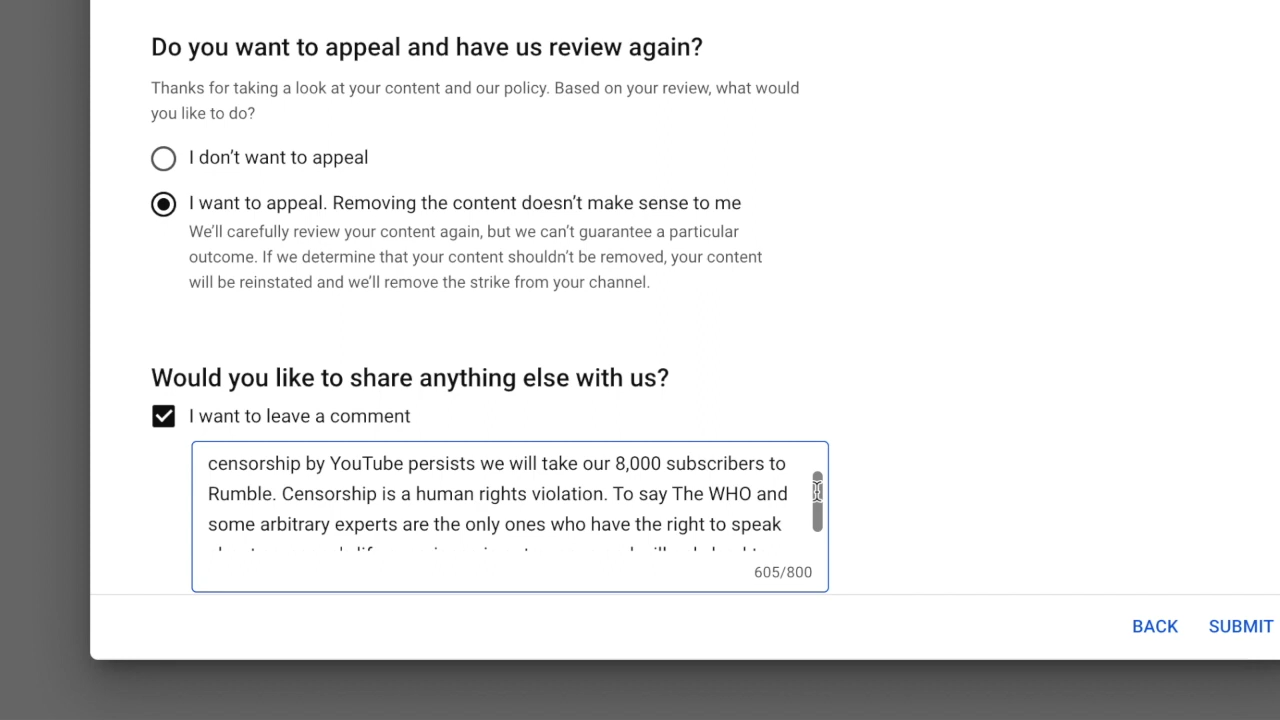 Do you want to appeal and have us review again?
Thanks for taking a look at your content and our policy. Based on your review, what would
you like to do?
I don’t want to appeal
I want to appeal. Removing the content doesn’t make sense to me
We’ll carefully review your content again, but we can’t guarantee a particular
outcome. If we determine that your content shouldn’t be removed, your content
will be reinstated and we’ll remove the strike from your channel.
Would you like to share anything else with us?
I want to leave a comment
censorship by YouTube persists we will take our 8,000 subscribers to
Rumble. Censorship is a human rights violation. To say The WHO and
some arbitrary experts are the only ones who have the right to speak
605/800
BACK SUBMIT